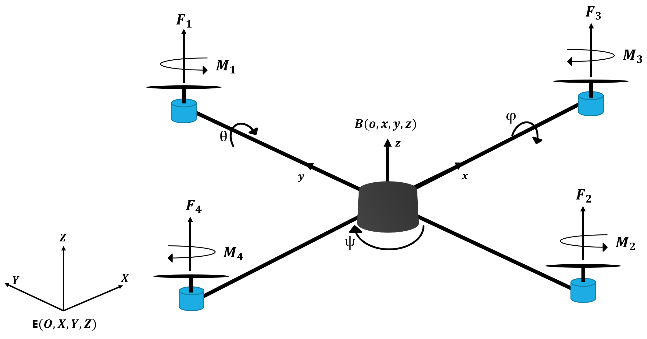 F₁
F₃
M₁
M₃
θ
B(o, x, y, z)
φ
z
y
x
F₄
F₂
ψ
M₄
M₂
Z
Y
X
E(O, X, Y, Z)